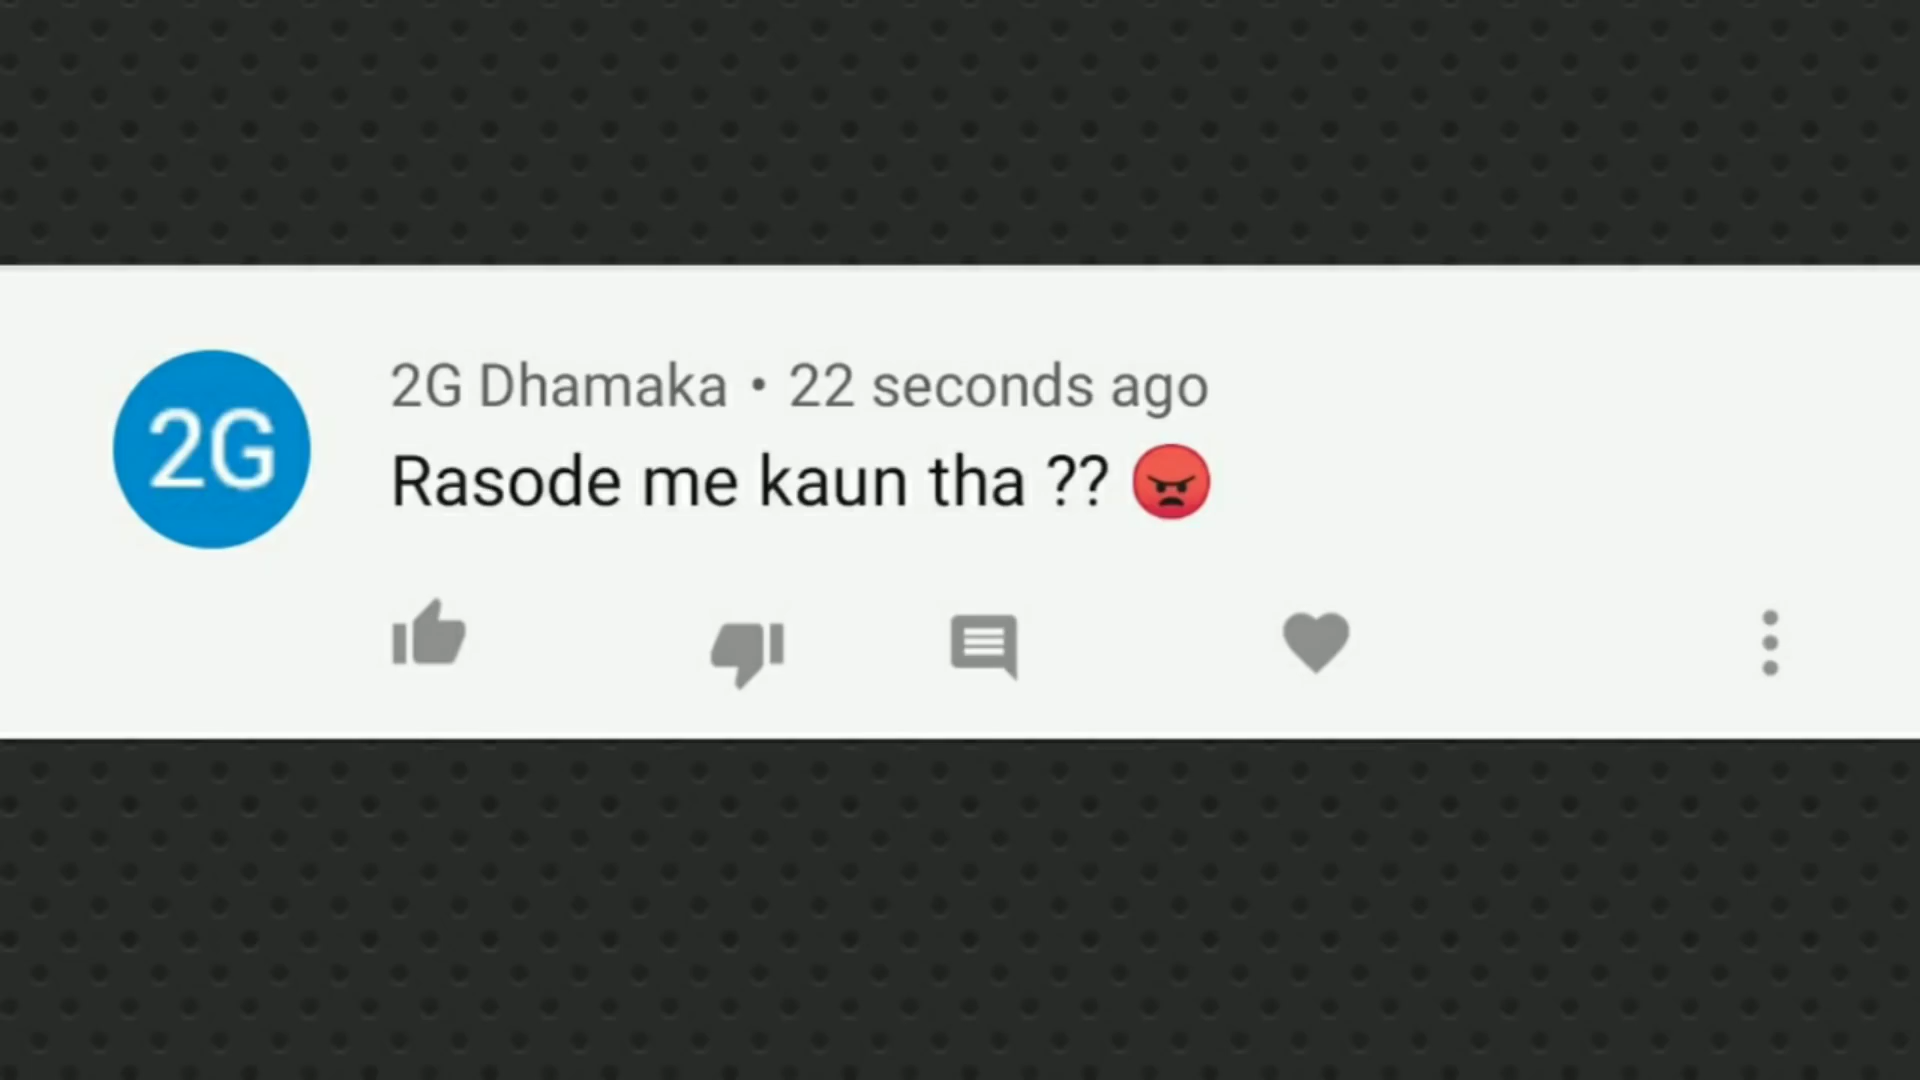 2G
2G Dhamaka • 22 seconds ago
Rasode me kaun tha ?? 😡